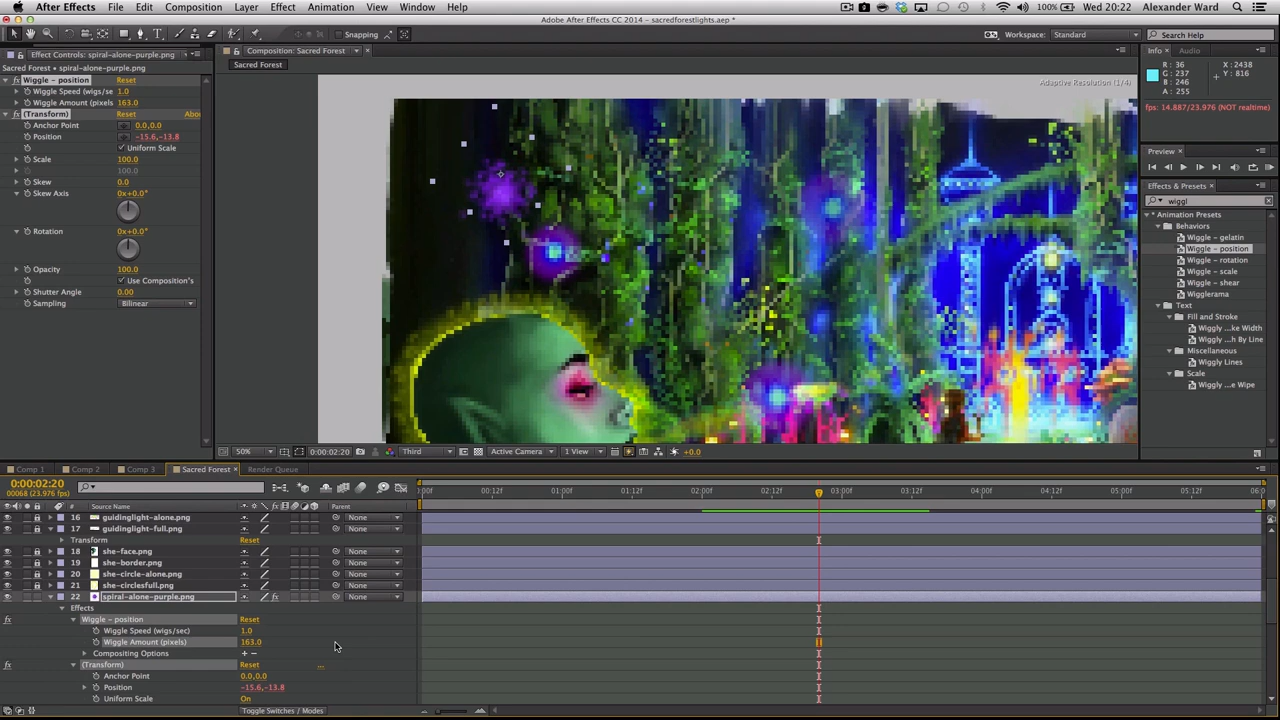 After Effects File Edit Composition Layer Effect Animation View Window Help 100% Wed 20:22 Alexander Ward
After Effects CC 2014 - sacredforestlights.aep *
Snapping Workspace: Standard Search Help
Effect Controls: spiral-alone-purple.png
Sacred Forest • spiral-alone-purple.png
fx Wiggle - position Reset
Wiggle Speed (wigs/se 1.0
Wiggle Amount (pixels 163.0
fx (Transform) Reset Abou
Anchor Point 0.0,0.0
Position -15.6,-13.8
Uniform Scale
Scale 100.0
100.0
Skew 0.0
Skew Axis 0x+0.0°
Rotation 0x+0.0°
Opacity 100.0
Use Composition's
Shutter Angle 0.00
Sampling Bilinear
Composition: Sacred Forest
Sacred Forest
Adaptive Resolution (1/4)
50% 0:00:02:20 Third Active Camera 1 View +0.0
Info Audio
R: 36
G: 237
B: 246
A: 255
X: 2438
Y: 816
fps: 14.887/23.976 (NOT realtime)
Preview
Effects & Presets
wiggl
* Animation Presets
Behaviors
Wiggle - gelatin
Wiggle - position
Wiggle - rotation
Wiggle - scale
Wiggle - shear
Wigglerama
Text
Fill and Stroke
Wiggly ...ke Width
Wiggly ...h By Line
Miscellaneous
Wiggly Lines
Scale
Wiggly ...e Wipe
Comp 1 Comp 2 Comp 3 Sacred Forest Render Queue
0:00:02:20
00068 (23.976 fps)
:00f 00:12f 01:00f 01:12f 02:00f 02:12f 03:00f 03:12f 04:00f 04:12f 05:00f 05:12f 06:0
# Source Name Parent
16 guidinglight-alone.png None
17 guidinglight-full.png None
Transform Reset
18 she-face.png None
19 she-border.png None
20 she-circle-alone.png None
21 she-circlesfull.png None
22 spiral-alone-purple.png fx None
Effects
fx Wiggle - position Reset
Wiggle Speed (wigs/sec) 1.0
Wiggle Amount (pixels) 163.0
Compositing Options + -
fx (Transform) Reset ...
Anchor Point 0.0,0.0
Position -15.6,-13.8
Uniform Scale On
Toggle Switches / Modes